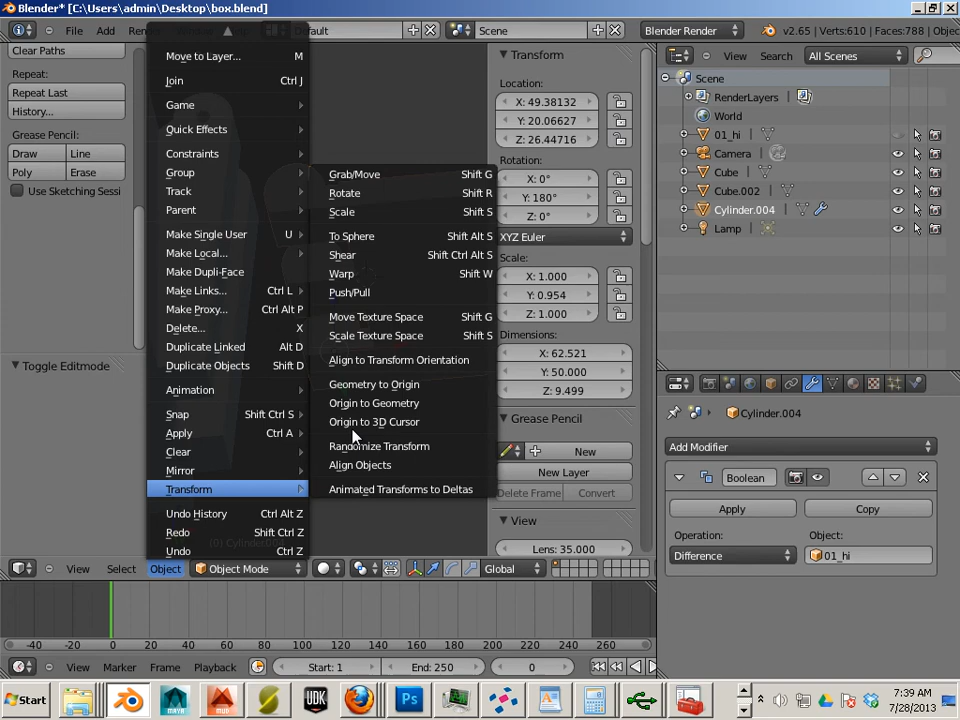 Blender* [C:\Users\admin\Desktop\box.blend]
File Add Default Scene Blender Render v2.65 | Verts:610 | Faces:788 | Objec
Clear Paths
Repeat:
Repeat Last
History...
Grease Pencil:
Draw Line
Poly Erase
Use Sketching Sessi
Toggle Editmode
Move to Layer... M
Join Ctrl J
Game
Quick Effects
Constraints
Group
Track
Parent
Make Single User U
Make Local...
Make Dupli-Face
Make Links... Ctrl L
Make Proxy... Ctrl Alt P
Delete... X
Duplicate Linked Alt D
Duplicate Objects Shift D
Animation
Snap Shift Ctrl S
Apply Ctrl A
Clear
Mirror
Transform
Undo History Ctrl Alt Z
Redo Shift Ctrl Z
Undo Ctrl Z
Grab/Move Shift G
Rotate Shift R
Scale Shift S
To Sphere Shift Alt S
Shear Shift Ctrl Alt S
Warp Shift W
Push/Pull
Move Texture Space Shift G
Scale Texture Space Shift S
Align to Transform Orientation
Geometry to Origin
Origin to Geometry
Origin to 3D Cursor
Randomize Transform
Align Objects
Animated Transforms to Deltas
Transform
Location:
X: 49.38132
Y: 20.06627
Z: 26.44716
Rotation:
X: 0°
Y: 180°
Z: 0°
XYZ Euler
Scale:
X: 1.000
Y: 0.954
Z: 1.000
Dimensions:
X: 62.521
Y: 50.000
Z: 9.499
Grease Pencil
New
New Layer
Delete Frame Convert
View
Lens: 35.000
View Search All Scenes
Scene
RenderLayers
World
01_hi
Camera
Cube
Cube.002
Cylinder.004
Lamp
Cylinder.004
Add Modifier
Boolean
Apply Copy
Operation: Object:
Difference 01_hi
View Select Object Object Mode Global
-40 -20 0 20 40 60 80 100 120 140 160 180 200 220 240 260
View Marker Frame Playback Start: 1 End: 250 0
Start UDK Ps 7:39 AM
7/28/2013